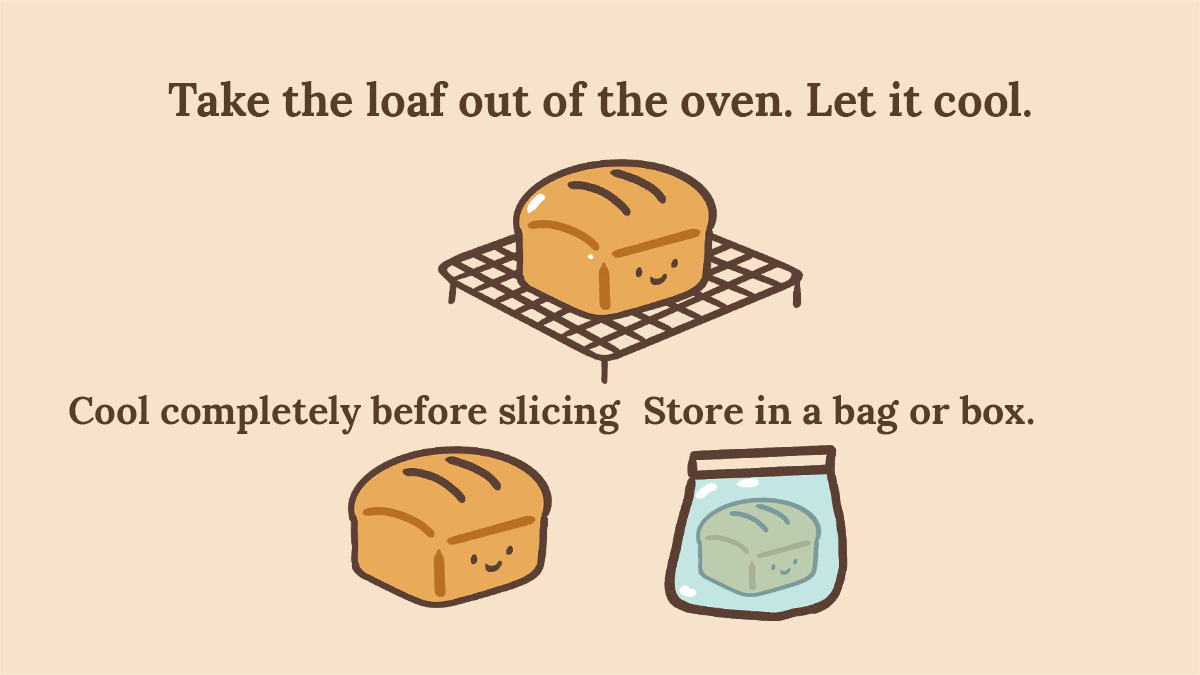 Take the loaf out of the oven. Let it cool.
Cool completely before slicing
Store in a bag or box.